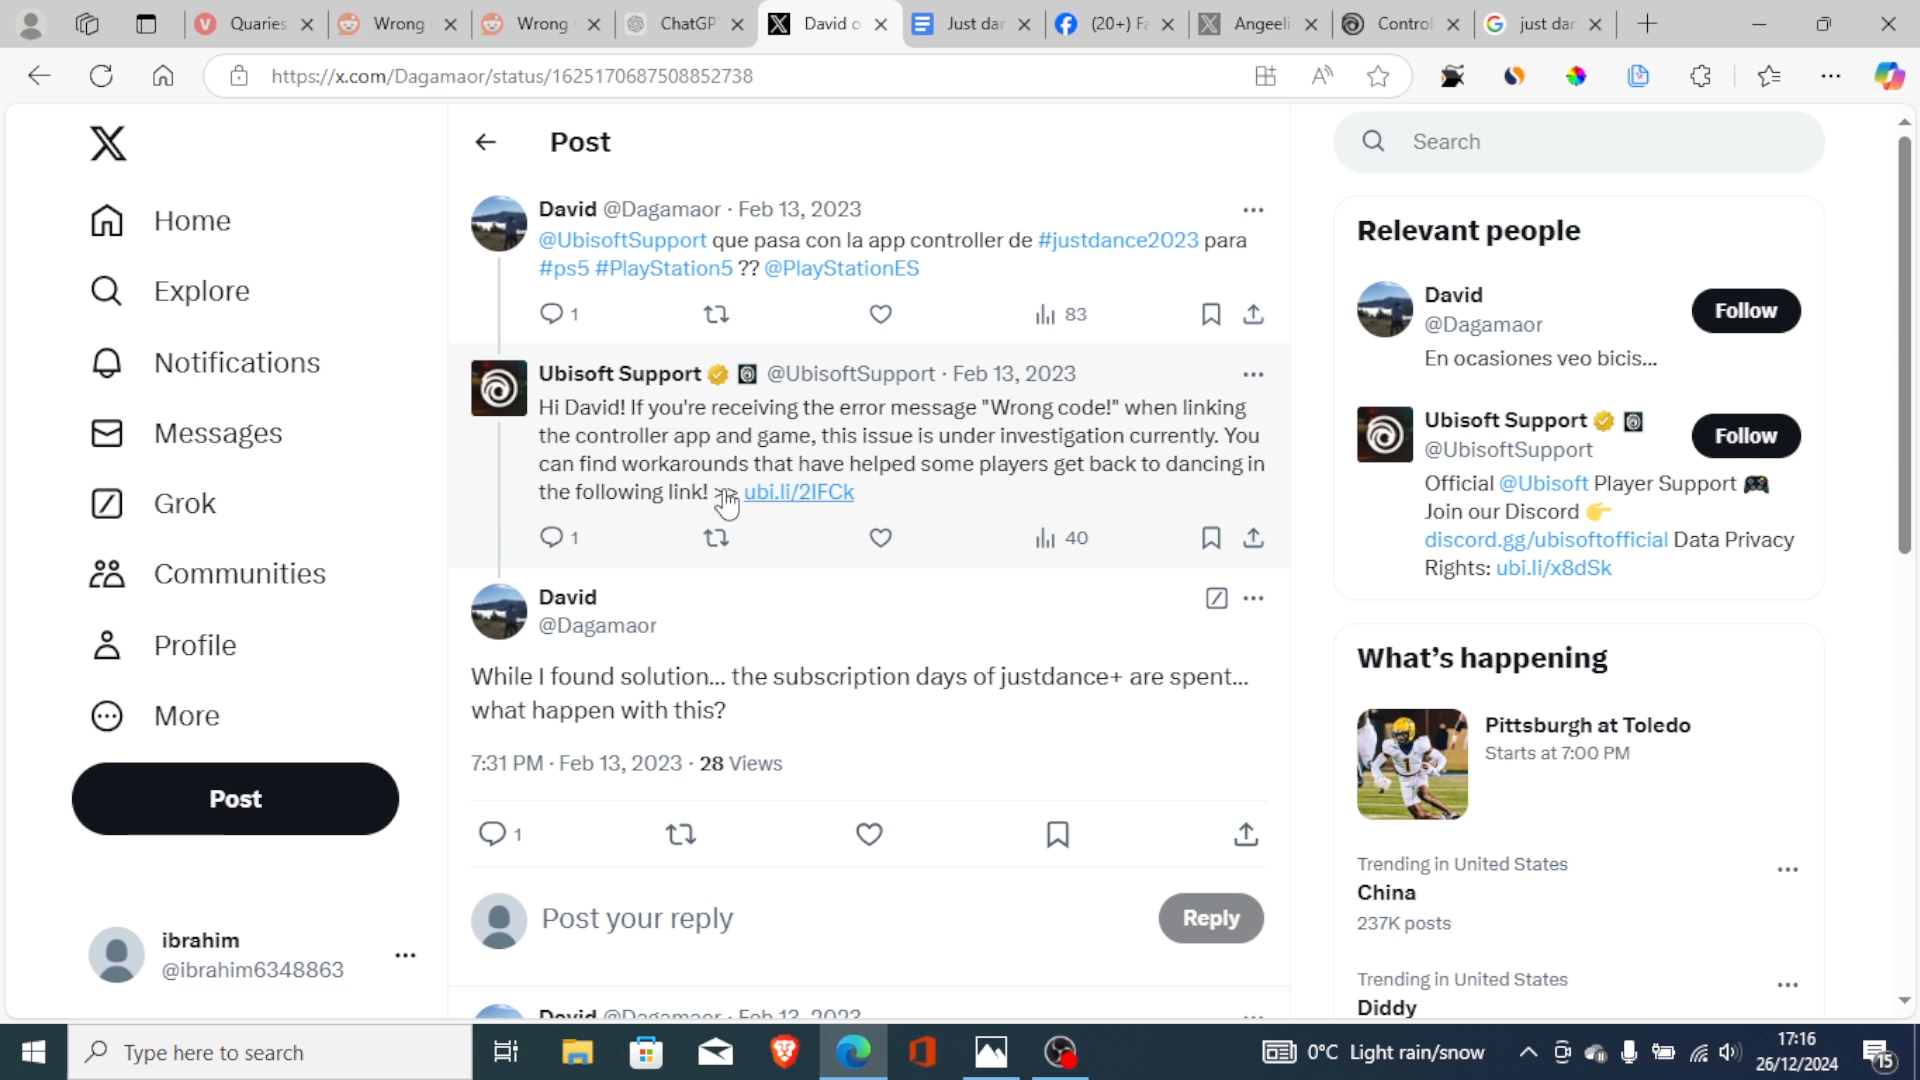 Quaries
Wrong
Wrong
ChatGP
David o
Just dar
(20+) Fa
Angeeli
Control
just dar
https://x.com/Dagamaor/status/1625170687508852738
Home
Explore
Notifications
Messages
Grok
Communities
Profile
More
Post
ibrahim
@ibrahim6348863
Post
David @Dagamaor · Feb 13, 2023
@UbisoftSupport que pasa con la app controller de #justdance2023 para
#ps5 #PlayStation5 ?? @PlayStationES
1
83
Ubisoft Support @UbisoftSupport · Feb 13, 2023
Hi David! If you're receiving the error message "Wrong code!" when linking
the controller app and game, this issue is under investigation currently. You
can find workarounds that have helped some players get back to dancing in
the following link! >> ubi.li/2IFCk
1
40
David
@Dagamaor
While I found solution... the subscription days of justdance+ are spent...
what happen with this?
7:31 PM · Feb 13, 2023 · 28 Views
1
Post your reply
Reply
David @Dagamaor · Feb 13, 2023
Search
Relevant people
David
@Dagamaor
Follow
En ocasiones veo bicis...
Ubisoft Support
@UbisoftSupport
Follow
Official @Ubisoft Player Support
Join our Discord
discord.gg/ubisoftofficial Data Privacy
Rights: ubi.li/x8dSk
What's happening
Pittsburgh at Toledo
Starts at 7:00 PM
Trending in United States
China
237K posts
Trending in United States
Diddy
Type here to search
0°C Light rain/snow
17:16
26/12/2024
15